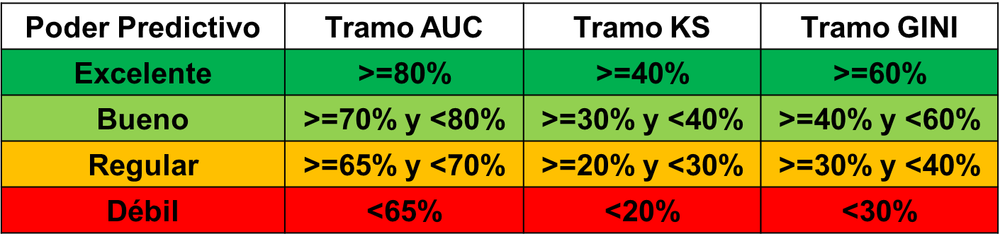 Poder Predictivo Tramo AUC Tramo KS Tramo GINI
Excelente >=80% >=40% >=60%
Bueno >=70% y <80% >=30% y <40% >=40% y <60%
Regular >=65% y <70% >=20% y <30% >=30% y <40%
Débil <65% <20% <30%